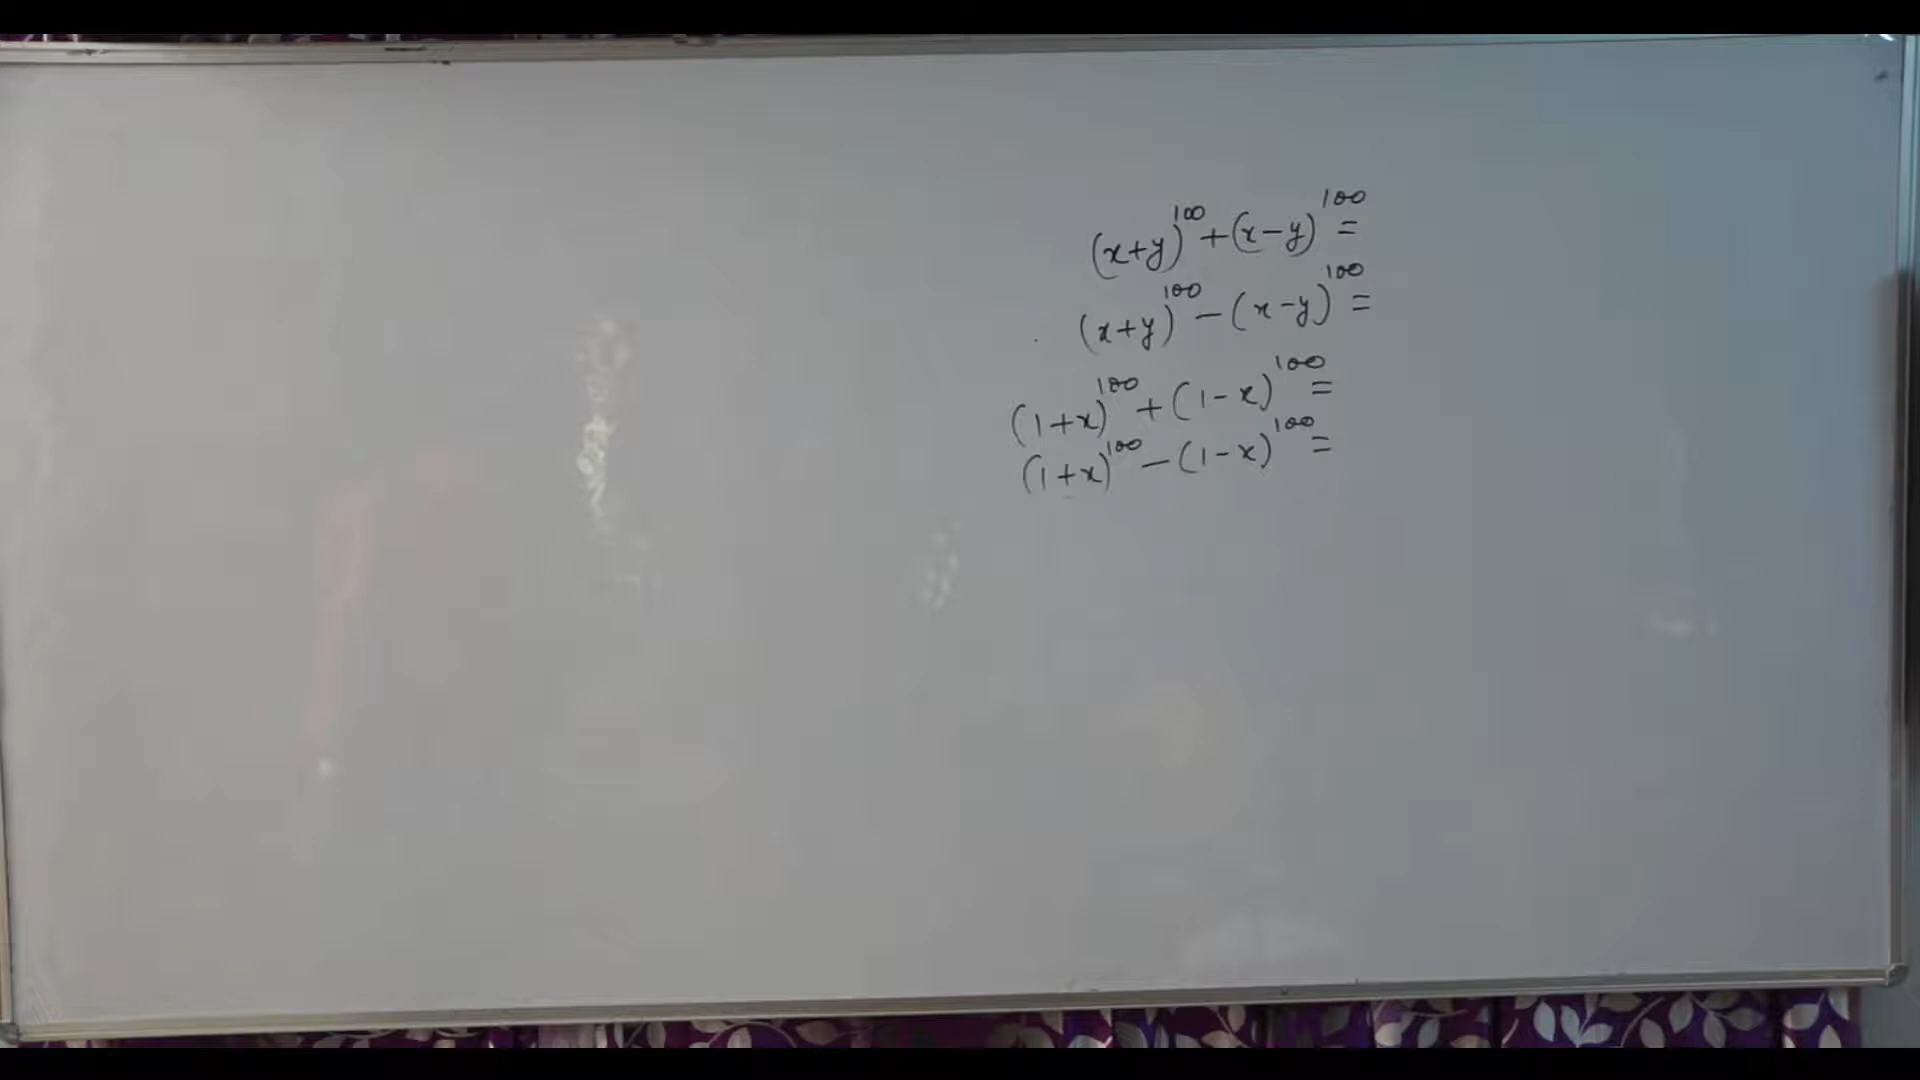 (x+y)^100 + (x-y)^100 =
(x+y)^100 - (x-y)^100 =
(1+x)^100 + (1-x)^100 =
(1+x)^100 - (1-x)^100 =